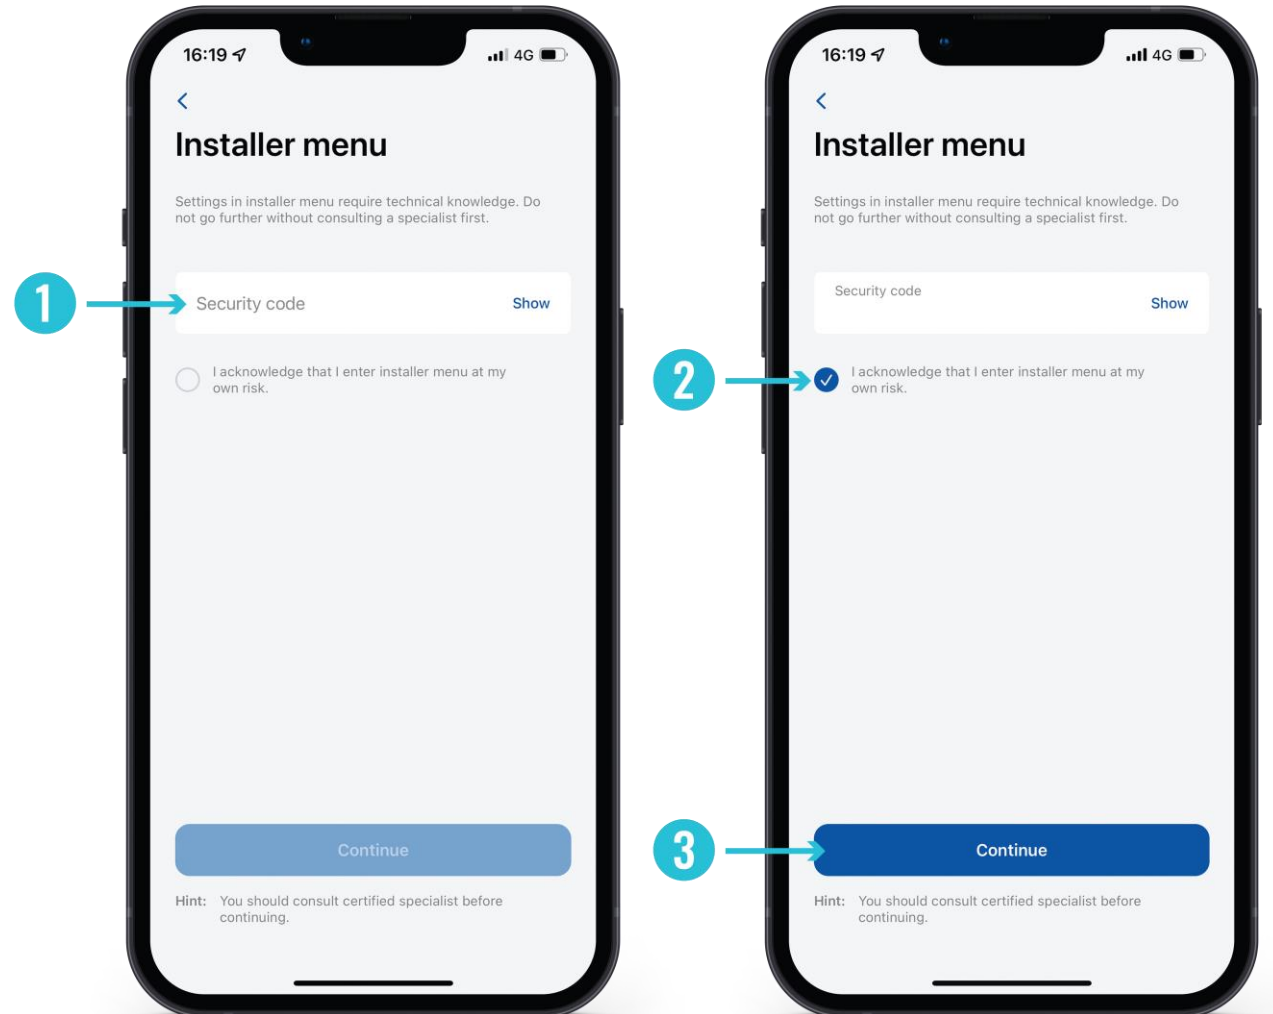 16:19
4G
Installer menu
Settings in installer menu require technical knowledge. Do
not go further without consulting a specialist first.
1
Security code
Show
I acknowledge that I enter installer menu at my
own risk.
Continue
Hint: You should consult certified specialist before
continuing.
16:19
4G
Installer menu
Settings in installer menu require technical knowledge. Do
not go further without consulting a specialist first.
Security code
Show
2
I acknowledge that I enter installer menu at my
own risk.
3
Continue
Hint: You should consult certified specialist before
continuing.